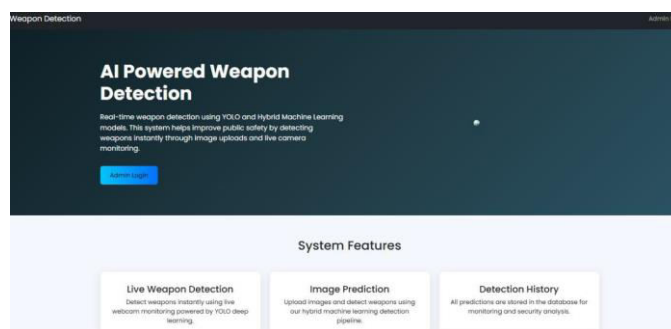 Weapon Detection
Admin
AI Powered Weapon
Detection
Real-time weapon detection using YOLO and Hybrid Machine Learning
models. This system helps improve public safety by detecting
weapons instantly through image uploads and live camera
monitoring.
Admin Login
System Features
Live Weapon Detection
Detect weapons instantly using live
webcam monitoring powered by YOLO deep
learning.
Image Prediction
Upload images and detect weapons using
our hybrid machine learning detection
pipeline.
Detection History
All predictions are stored in the database for
monitoring and security analysis.